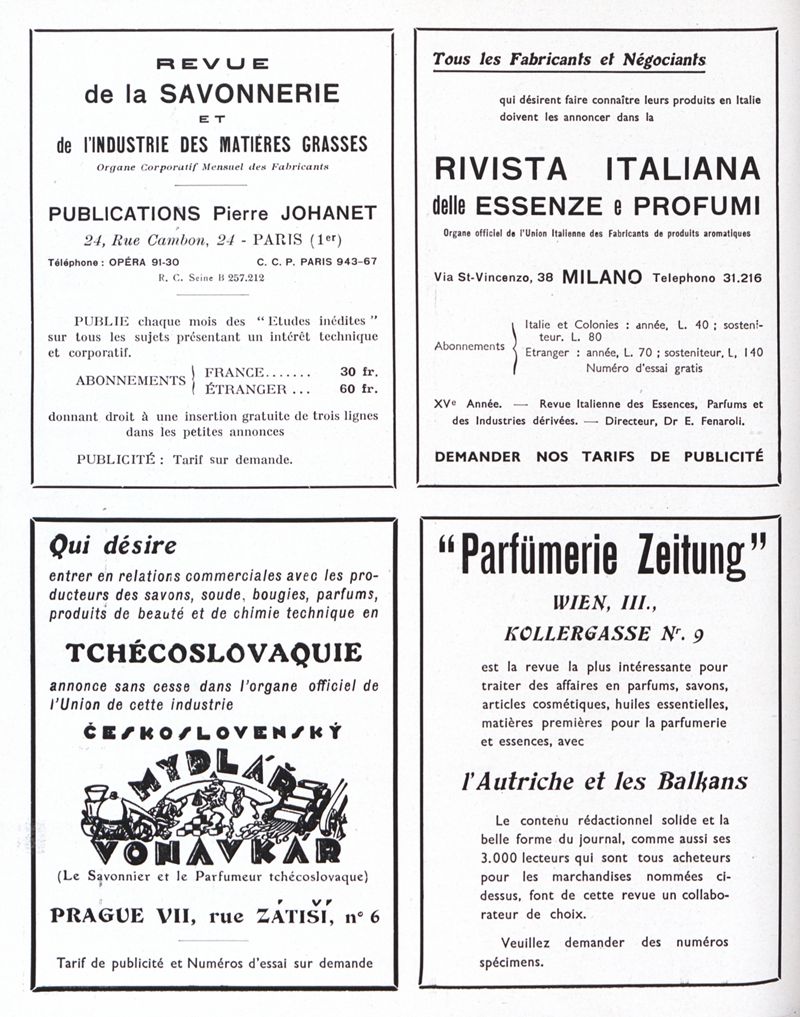 REVUE
de la SAVONNERIE
ET
de l'INDUSTRIE DES MATIÈRES GRASSES
Organe Corporatif Mensuel des Fabricants
PUBLICATIONS Pierre JOHANET
24, Rue Cambon, 24 - PARIS (1er)
Téléphone : OPÉRA 91-30 C. C. P. PARIS 943-67
R. C. Seine B 257.212
PUBLIE chaque mois des “ Etudes inédites ”
sur tous les sujets présentant un intérêt technique
et corporatif.
ABONNEMENTS { FRANCE....... 30 fr.
ÉTRANGER ... 60 fr.
donnant droit à une insertion gratuite de trois lignes
dans les petites annonces
PUBLICITÉ : Tarif sur demande.
Tous les Fabricants et Négociants
qui désirent faire connaître leurs produits en Italie
doivent les annoncer dans la
RIVISTA ITALIANA
delle ESSENZE e PROFUMI
Organe officiel de l'Union Italienne des Fabricants de produits aromatiques
Via St-Vincenzo, 38 MILANO Telephono 31.216
Abonnements { Italie et Colonies : année, L. 40 ; sosteni-
teur. L. 80
Etranger : année, L. 70 ; sosteniteur, L, 140
Numéro d'essai gratis
XVe Année. — Revue Italienne des Essences, Parfums et
des Industries dérivées. — Directeur, Dr E. Fenaroli.
DEMANDER NOS TARIFS DE PUBLICITÉ
Qui désire
entrer en relations commerciales avec les pro-
ducteurs des savons, soude, bougies, parfums,
produits de beauté et de chimie technique en
TCHÉCOSLOVAQUIE
annonce sans cesse dans l'organe officiel de
l'Union de cette industrie
ČESKOSLOVENSKÝ
MYDLÁŘ
VOŇAVKÁŘ
(Le Savonnier et le Parfumeur tchécoslovaque)
PRAGUE VII, rue ZÁTIŠÍ, n° 6
Tarif de publicité et Numéros d'essai sur demande
“Parfümerie Zeitung”
WIEN, III.,
KOLLERGASSE Nr. 9
est la revue la plus intéressante pour
traiter des affaires en parfums, savons,
articles cosmétiques, huiles essentielles,
matières premières pour la parfumerie
et essences, avec
l'Autriche et les Balkans
Le contenu rédactionnel solide et la
belle forme du journal, comme aussi ses
3.000 lecteurs qui sont tous acheteurs
pour les marchandises nommées ci-
dessus, font de cette revue un collabo-
rateur de choix.
Veuillez demander des numéros
spécimens.